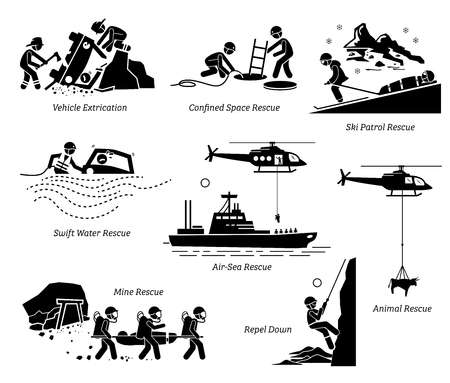 Vehicle Extrication
Confined Space Rescue
Ski Patrol Rescue
Swift Water Rescue
Air-Sea Rescue
Mine Rescue
Repel Down
Animal Rescue